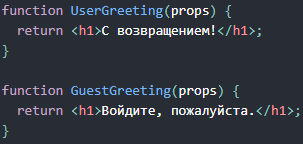 function UserGreeting(props) {
  return <h1>С возвращением!</h1>;
}

function GuestGreeting(props) {
  return <h1>Войдите, пожалуйста.</h1>;
}